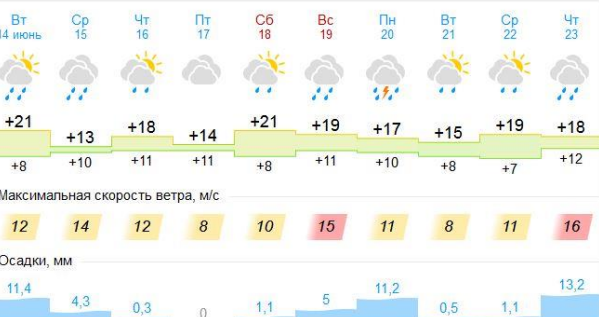 Вт Ср Чт Пт Сб Вс Пн Вт Ср Чт
14 июнь 15 16 17 18 19 20 21 22 23
+21 +13 +18 +14 +21 +19 +17 +15 +19 +18
+8 +10 +11 +11 +8 +11 +10 +8 +7 +12
Максимальная скорость ветра, м/с
12 14 12 8 10 15 11 8 11 16
Осадки, мм
11,4 4,3 0,3 0 1,1 5 11,2 0,5 1,1 13,2